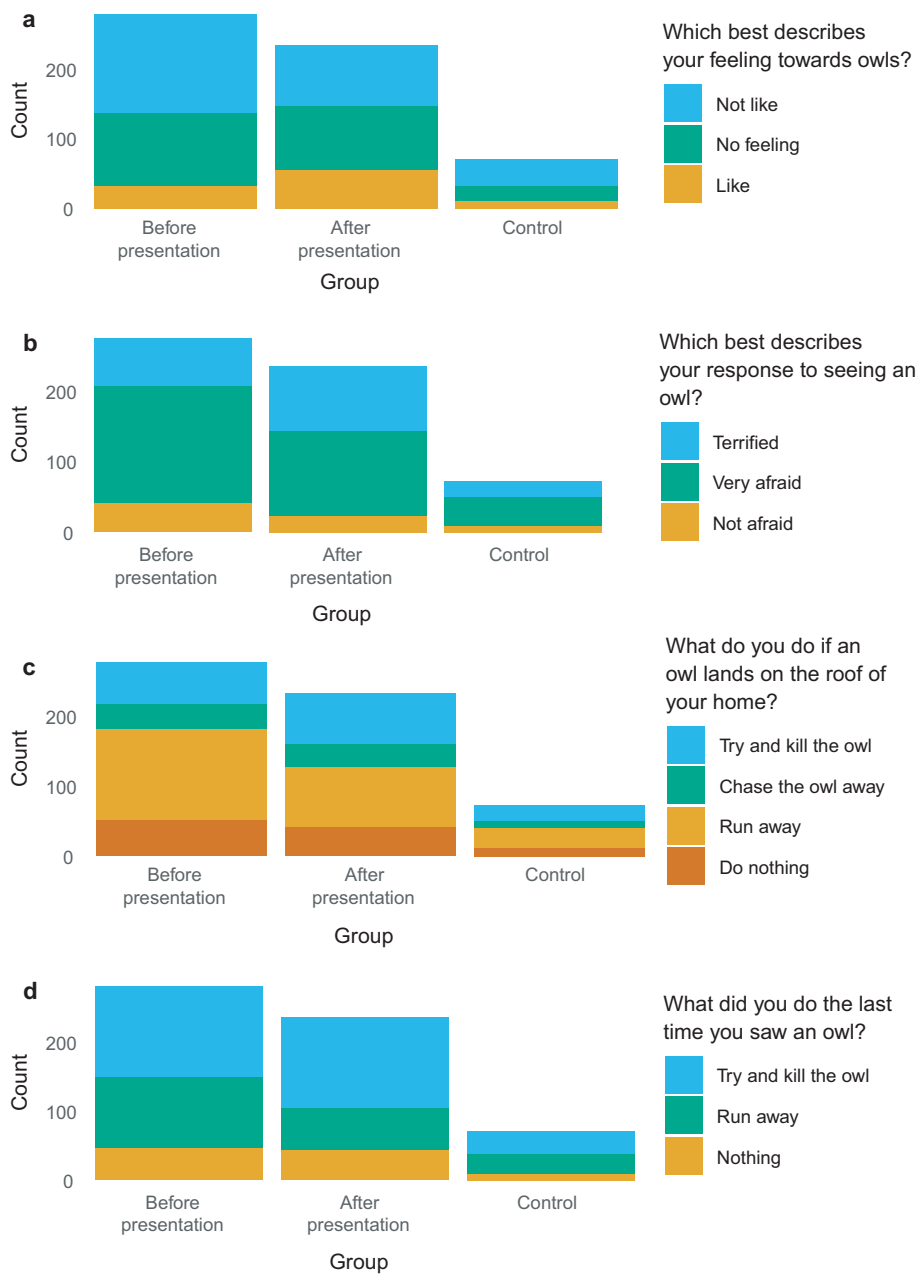 a
Count
200
100
0
Before
presentation
After
presentation
Control
Group
Which best describes
your feeling towards owls?
Not like
No feeling
Like
b
Count
200
100
0
Before
presentation
After
presentation
Control
Group
Which best describes
your response to seeing an
owl?
Terrified
Very afraid
Not afraid
c
Count
200
100
0
Before
presentation
After
presentation
Control
Group
What do you do if an
owl lands on the roof of
your home?
Try and kill the owl
Chase the owl away
Run away
Do nothing
d
Count
200
100
0
Before
presentation
After
presentation
Control
Group
What did you do the last
time you saw an owl?
Try and kill the owl
Run away
Nothing